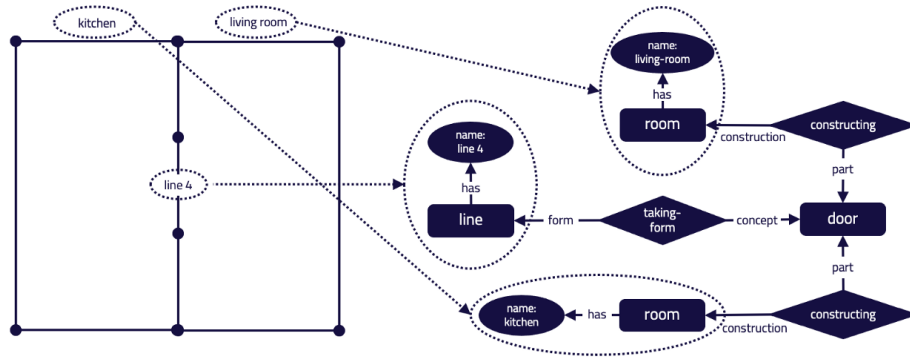 kitchen
living room
name:
living-room
has
room
construction
constructing
part
name:
line 4
has
line 4
line
form
taking-
form
concept
door
part
name:
kitchen
has
room
construction
constructing